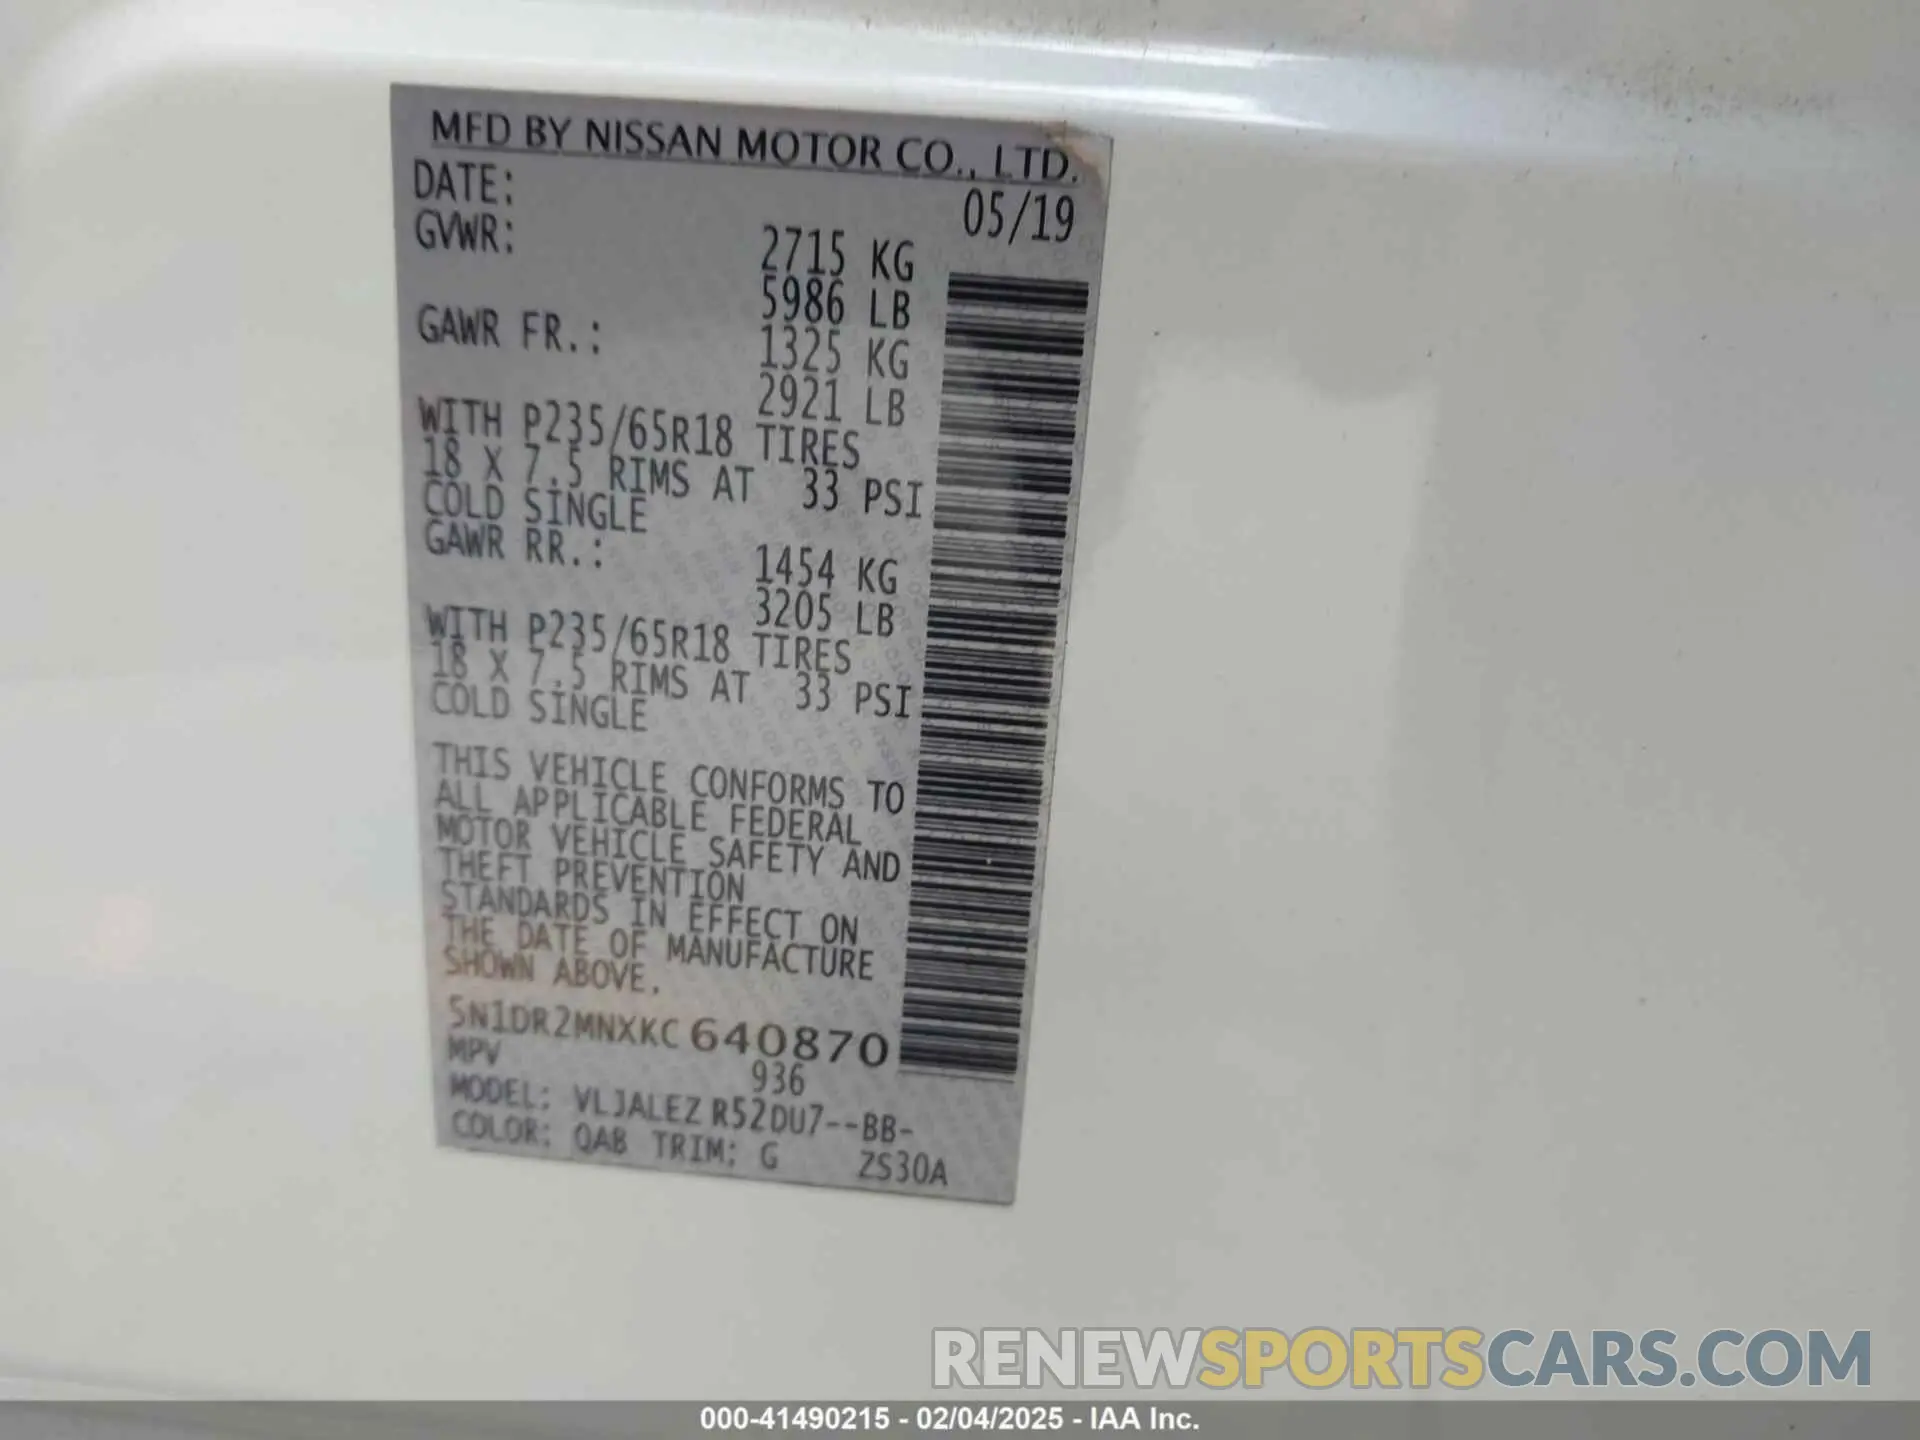 MFD BY NISSAN MOTOR CO., LTD.
DATE: 05/19
GVWR: 2715 KG
5986 LB
GAWR FR.: 1325 KG
2921 LB
WITH P235/65R18 TIRES
18 X 7.5 RIMS AT 33 PSI
COLD SINGLE
GAWR RR.: 1454 KG
3205 LB
WITH P235/65R18 TIRES
18 X 7.5 RIMS AT 33 PSI
COLD SINGLE
THIS VEHICLE CONFORMS TO
ALL APPLICABLE FEDERAL
MOTOR VEHICLE SAFETY AND
THEFT PREVENTION
STANDARDS IN EFFECT ON
THE DATE OF MANUFACTURE
SHOWN ABOVE.
5N1DR2MNXKC640870
MPV 936
MODEL: VLJALEZ R52DU7--BB-
COLOR: QAB TRIM: G ZS30A
RENEWSPORTSCARS.COM
000-41490215 - 02/04/2025 - IAA Inc.